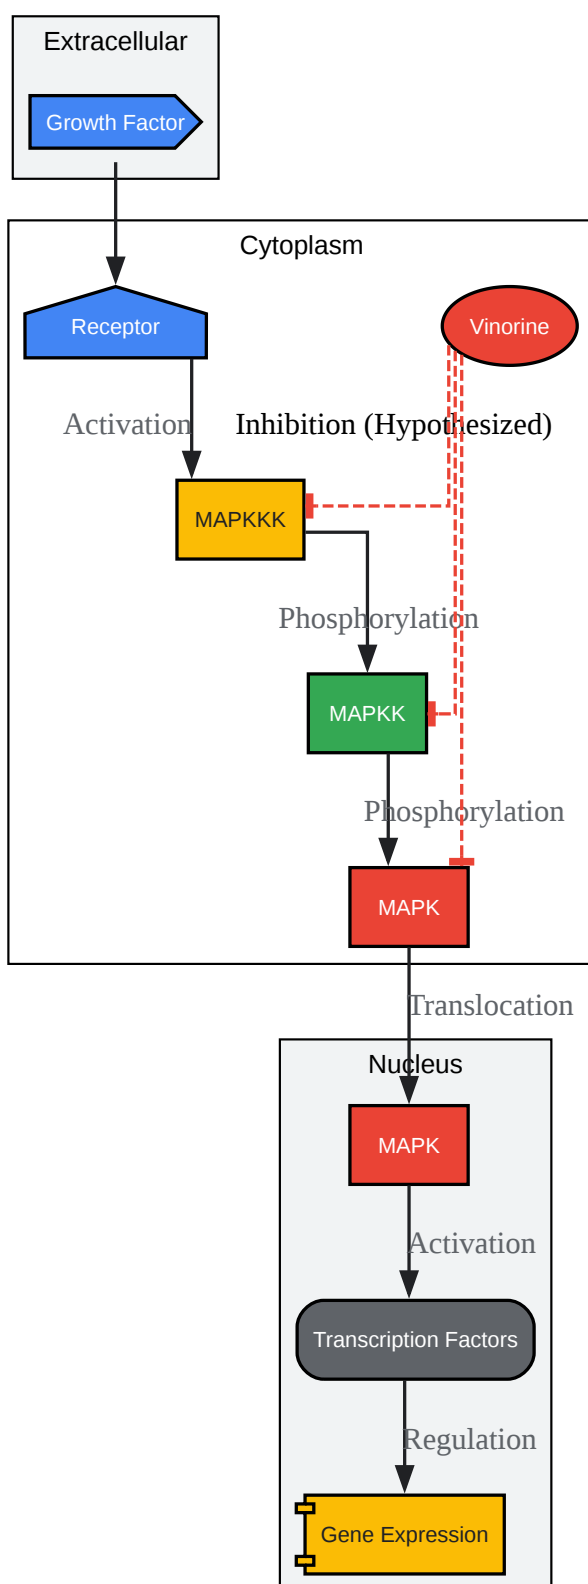 Extracellular
Growth Factor
Cytoplasm
Receptor
Vinorine
Activation
Inhibition (Hypothesized)
MAPKKK
Phosphorylation
MAPKK
Phosphorylation
MAPK
Translocation
Nucleus
MAPK
Activation
Transcription Factors
Regulation
Gene Expression